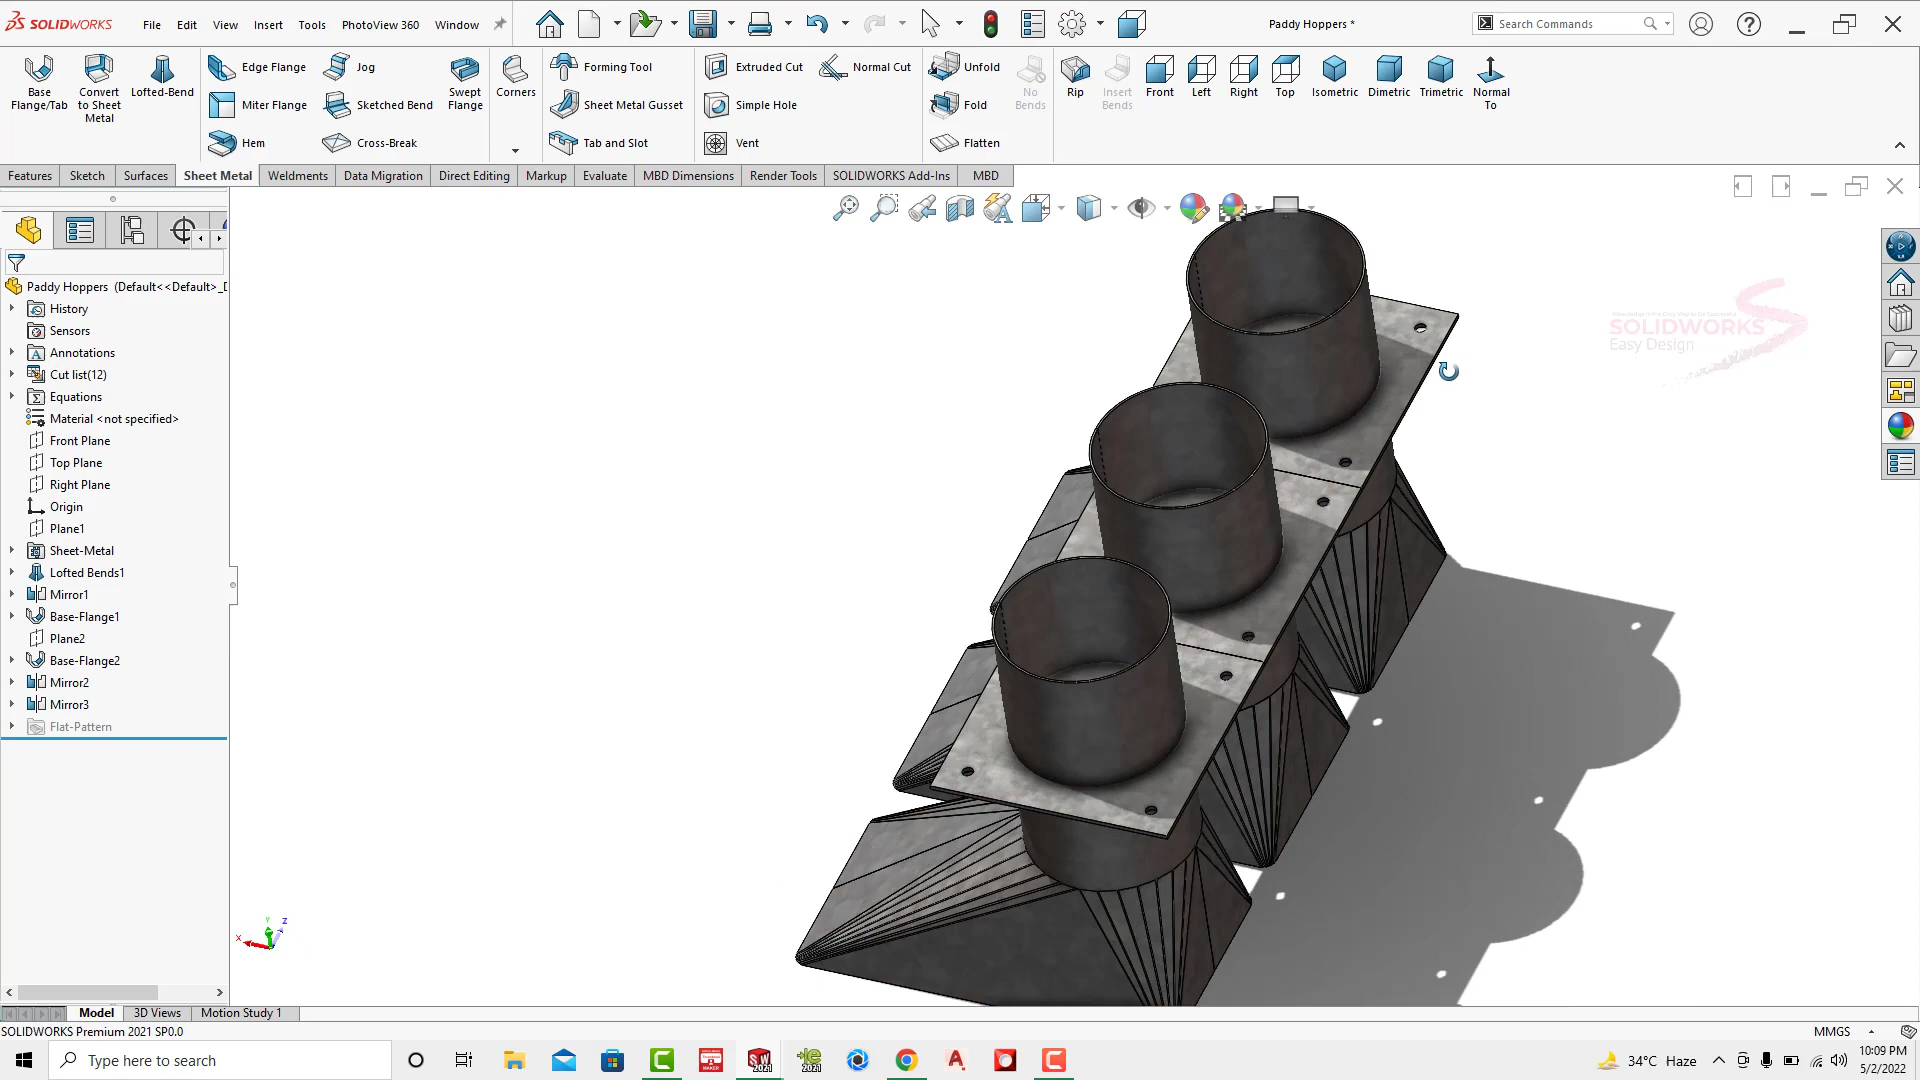 SOLIDWORKS
File
Edit
View
Insert
Tools
PhotoView 360
Window
Paddy Hoppers *
Search Commands
Base
Flange/Tab
Convert
to Sheet
Metal
Lofted-Bend
Edge Flange
Miter Flange
Hem
Jog
Sketched Bend
Cross-Break
Swept
Flange
Corners
Forming Tool
Sheet Metal Gusset
Tab and Slot
Extruded Cut
Simple Hole
Vent
Normal Cut
Unfold
Fold
Flatten
No
Bends
Rip
Insert
Bends
Front
Left
Right
Top
Isometric
Dimetric
Trimetric
Normal
To
Features
Sketch
Surfaces
Sheet Metal
Weldments
Data Migration
Direct Editing
Markup
Evaluate
MBD Dimensions
Render Tools
SOLIDWORKS Add-Ins
MBD
Paddy Hoppers (Default<<Default>_D
History
Sensors
Annotations
Cut list(12)
Equations
Material <not specified>
Front Plane
Top Plane
Right Plane
Origin
Plane1
Sheet-Metal
Lofted Bends1
Mirror1
Base-Flange1
Plane2
Base-Flange2
Mirror2
Mirror3
Flat-Pattern
SOLIDWORKS
Easy Design
Y
Z
X
Model
3D Views
Motion Study 1
SOLIDWORKS Premium 2021 SP0.0
MMGS
Type here to search
34°C Haze
10:09 PM
5/2/2022